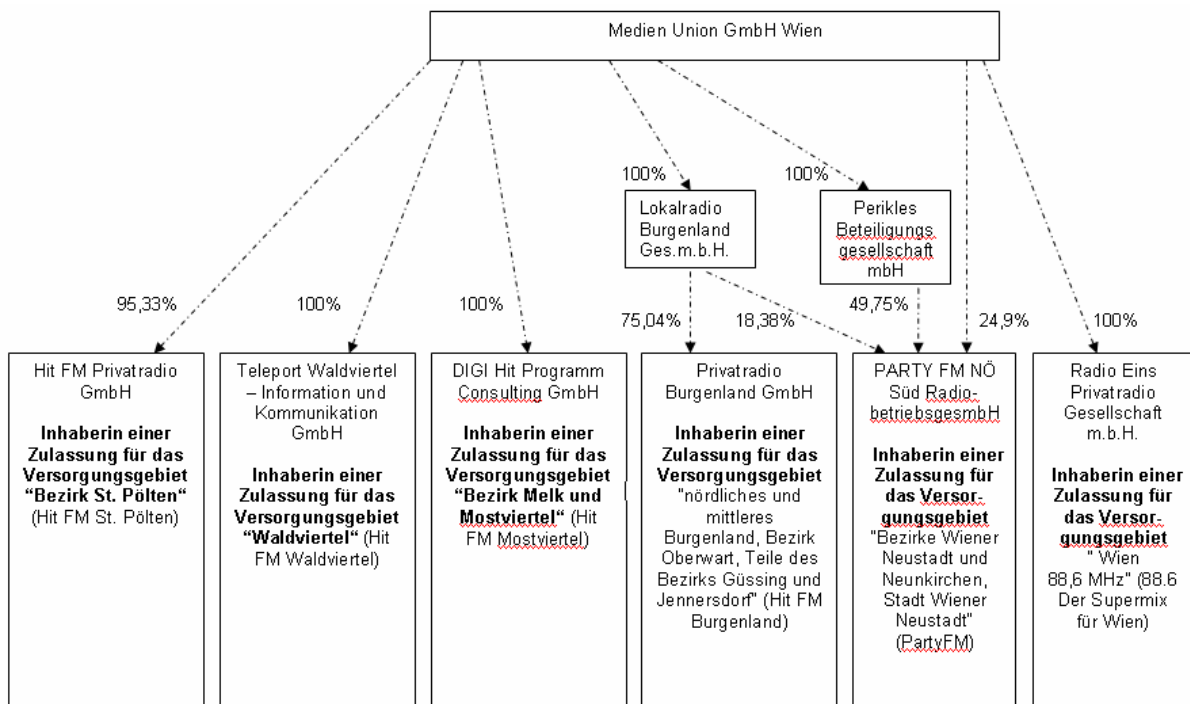 Medien Union GmbH Wien
100%
100%
Lokalradio
Burgenland
Ges.m.b.H.
Perikles
Beteiligungs
gesellschaft
mbH
95,33%
100%
100%
75,04%
18,38%
49,75%
24,9%
100%
Hit FM Privatradio
GmbH
Inhaberin einer
Zulassung für das
Versorgungsgebiet
“Bezirk St. Pölten“
(Hit FM St. Pölten)
Teleport Waldviertel
– Information und
Kommunikation
GmbH
Inhaberin einer
Zulassung für das
Versorgungsgebiet
“Waldviertel“ (Hit
FM Waldviertel)
DIGI Hit Programm
Consulting GmbH
Inhaberin einer
Zulassung für das
Versorgungsgebiet
“Bezirk Melk und
Mostviertel“ (Hit
FM Mostviertel)
Privatradio
Burgenland GmbH
Inhaberin einer
Zulassung für das
Versorgungsgebiet
"nördliches und
mittleres
Burgenland, Bezirk
Oberwart, Teile des
Bezirks Güssing und
Jennersdorf" (Hit FM
Burgenland)
PARTY FM NÖ
Süd Radio-
betriebsgesmbH
Inhaberin einer
Zulassung für
das Versor-
gungsgebiet
"Bezirke Wiener
Neustadt und
Neunkirchen,
Stadt Wiener
Neustadt"
(PartyFM)
Radio Eins
Privatradio
Gesellschaft
m.b.H.
Inhaberin einer
Zulassung für
das Versor-
gungsgebiet
" Wien
88,6 MHz" (88.6
Der Supermix
für Wien)